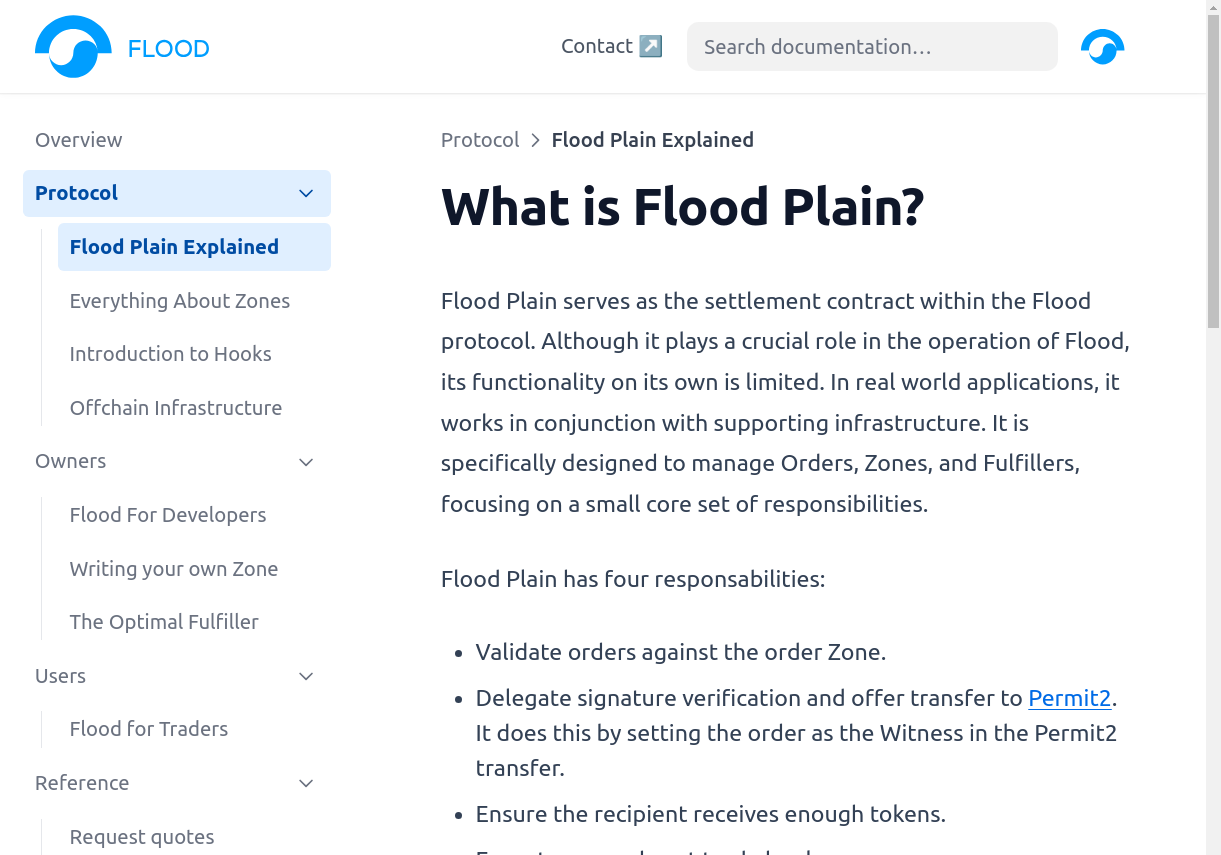 FLOOD
Contact ↗️
Search documentation…
Overview
Protocol
Flood Plain Explained
Everything About Zones
Introduction to Hooks
Offchain Infrastructure
Owners
Flood For Developers
Writing your own Zone
The Optimal Fulfiller
Users
Flood for Traders
Reference
Request quotes
Protocol > Flood Plain Explained
What is Flood Plain?
Flood Plain serves as the settlement contract within the Flood
protocol. Although it plays a crucial role in the operation of Flood,
its functionality on its own is limited. In real world applications, it
works in conjunction with supporting infrastructure. It is
specifically designed to manage Orders, Zones, and Fulfillers,
focusing on a small core set of responsibilities.
Flood Plain has four responsabilities:
• Validate orders against the order Zone.
• Delegate signature verification and offer transfer to Permit2.
It does this by setting the order as the Witness in the Permit2
transfer.
• Ensure the recipient receives enough tokens.